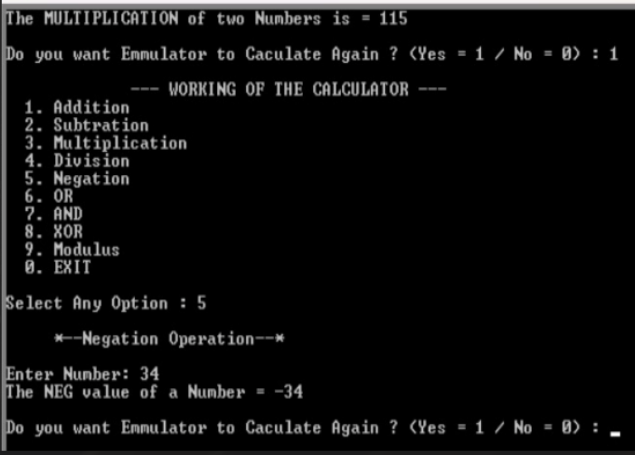 The MULTIPLICATION of two Numbers is = 115
Do you want Emmulator to Caculate Again ? (Yes = 1 / No = 0) : 1
--- WORKING OF THE CALCULATOR ---
1. Addition
2. Subtration
3. Multiplication
4. Division
5. Negation
6. OR
7. AND
8. XOR
9. Modulus
0. EXIT
Select Any Option : 5
*--Negation Operation--*
Enter Number: 34
The NEG value of a Number = -34
Do you want Emmulator to Caculate Again ? (Yes = 1 / No = 0) : _